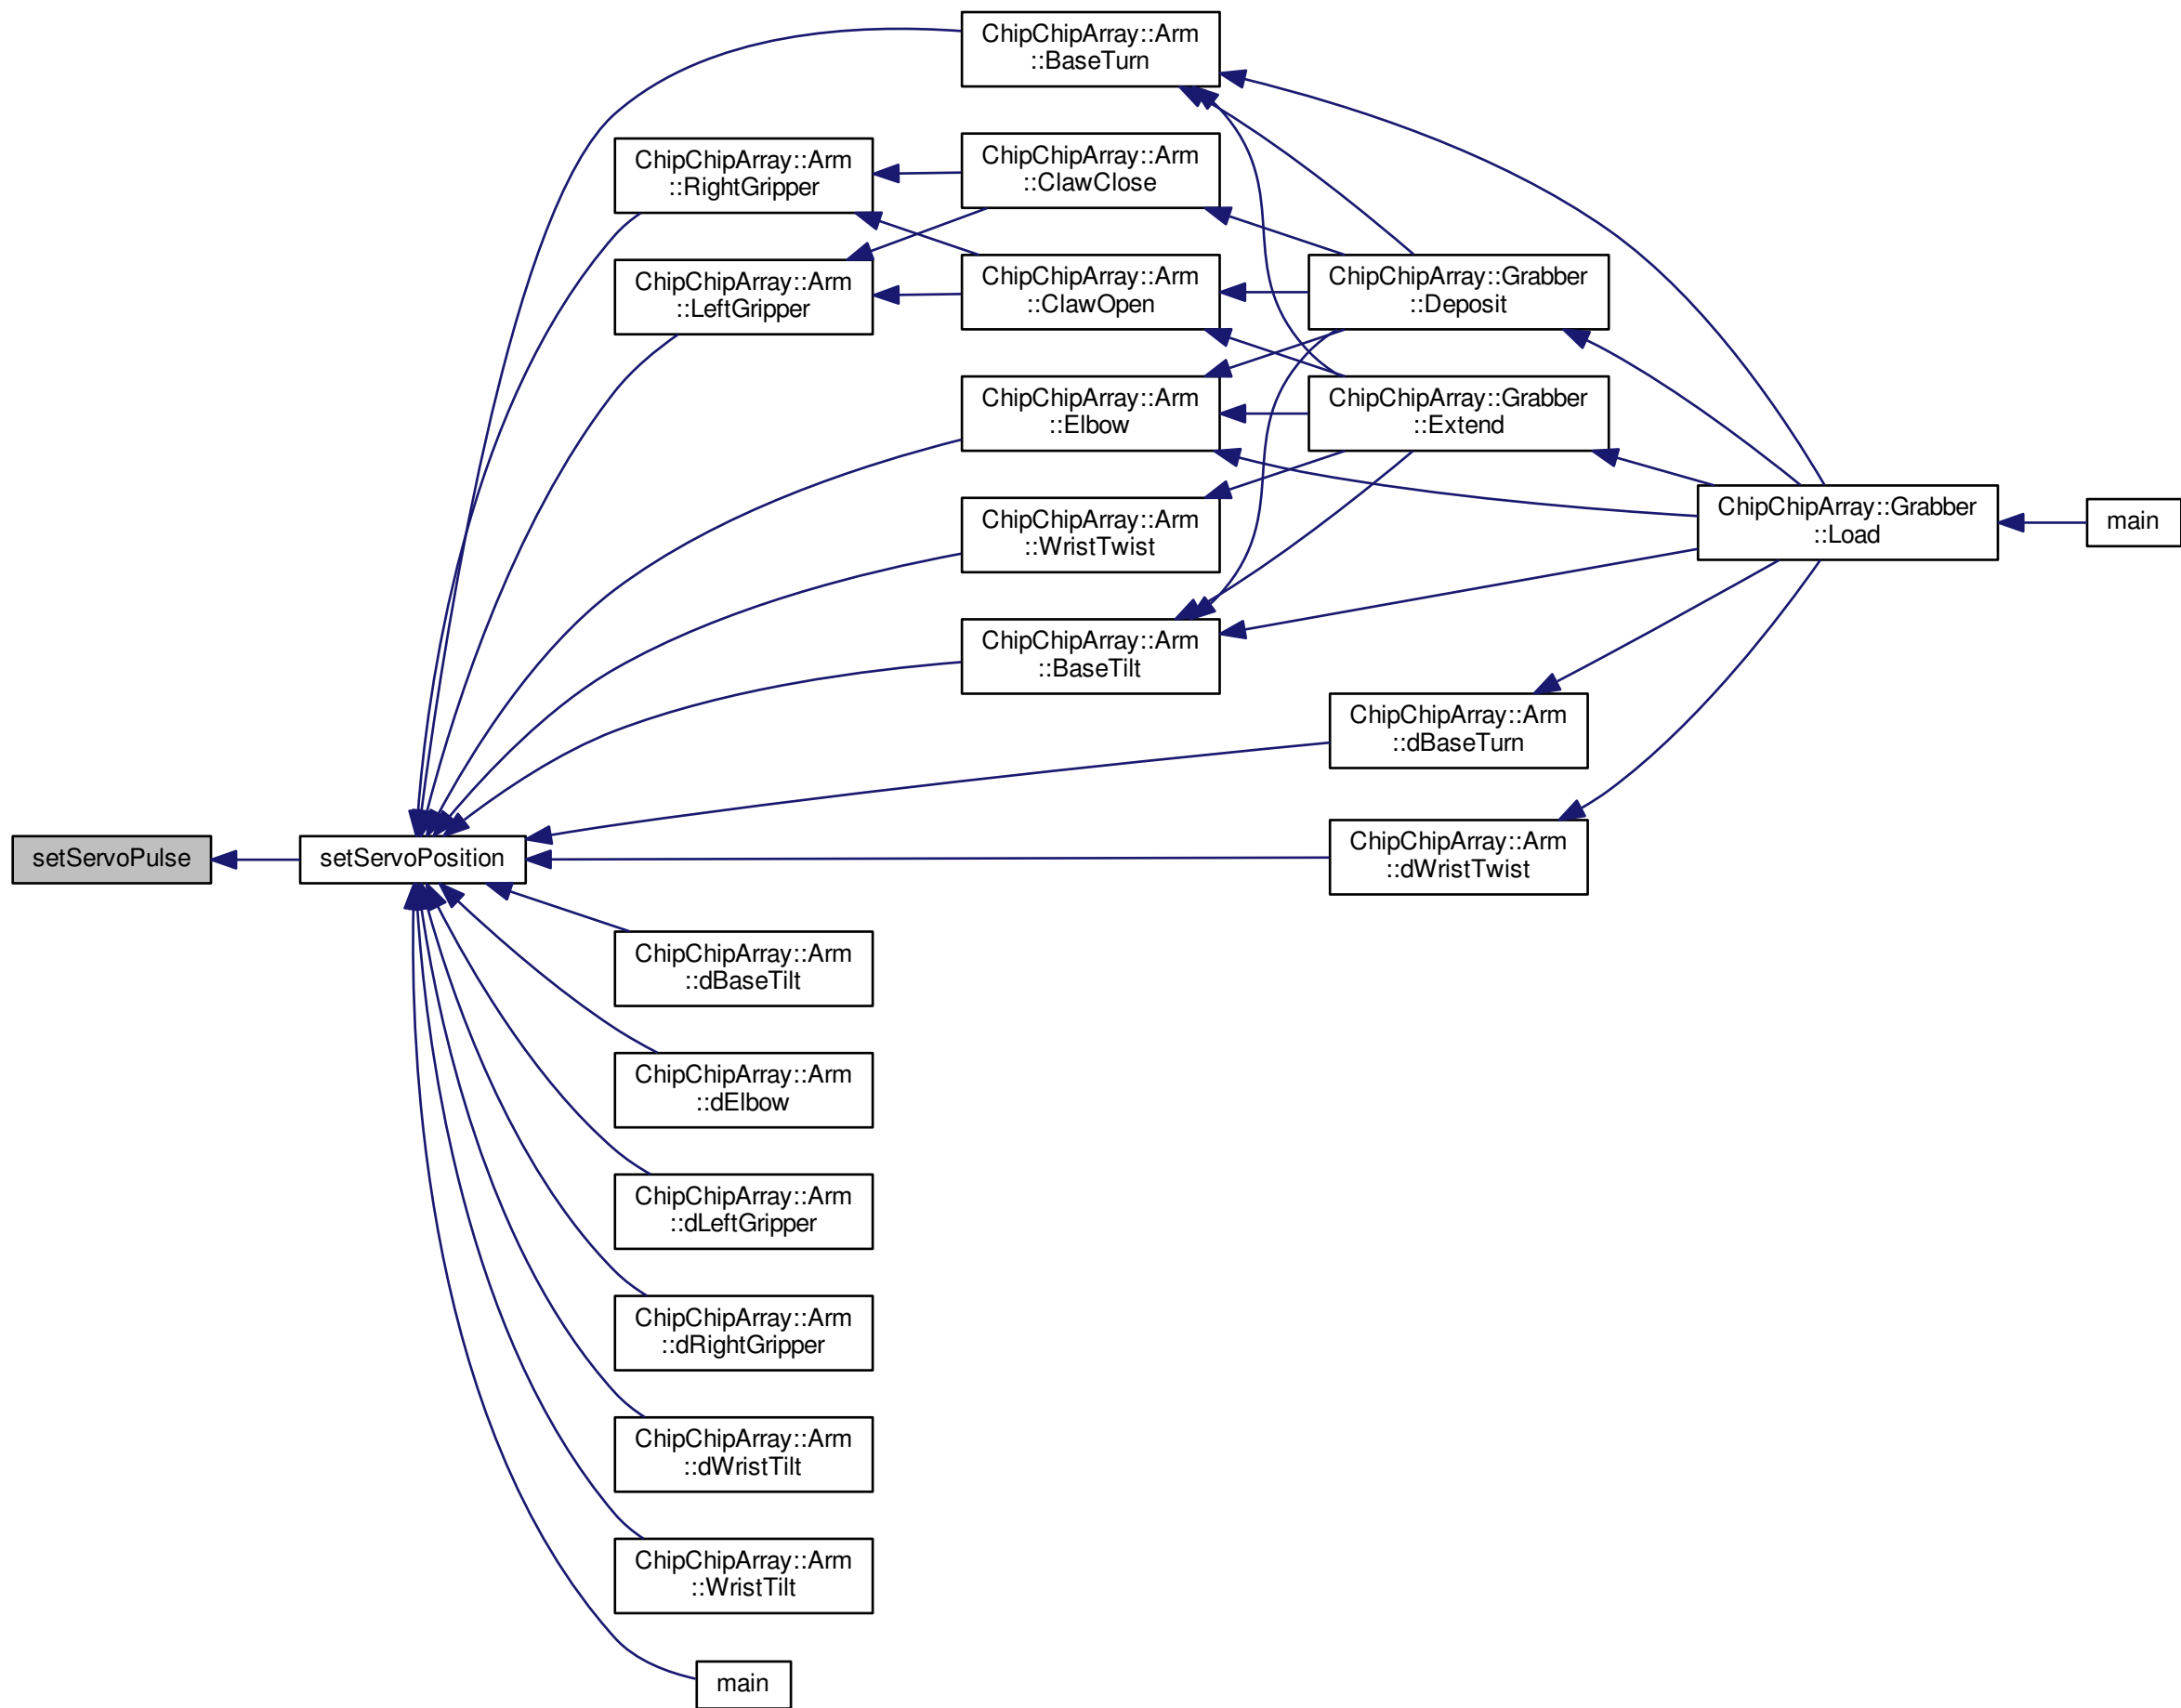 ChipChipArray::Arm
::BaseTurn
ChipChipArray::Arm
::RightGripper
ChipChipArray::Arm
::ClawClose
ChipChipArray::Arm
::LeftGripper
ChipChipArray::Arm
::ClawOpen
ChipChipArray::Grabber
::Deposit
ChipChipArray::Arm
::Elbow
ChipChipArray::Grabber
::Extend
ChipChipArray::Arm
::WristTwist
ChipChipArray::Grabber
::Load
main
ChipChipArray::Arm
::BaseTilt
ChipChipArray::Arm
::dBaseTurn
setServoPulse
setServoPosition
ChipChipArray::Arm
::dWristTwist
ChipChipArray::Arm
::dBaseTilt
ChipChipArray::Arm
::dElbow
ChipChipArray::Arm
::dLeftGripper
ChipChipArray::Arm
::dRightGripper
ChipChipArray::Arm
::dWristTilt
ChipChipArray::Arm
::WristTilt
main